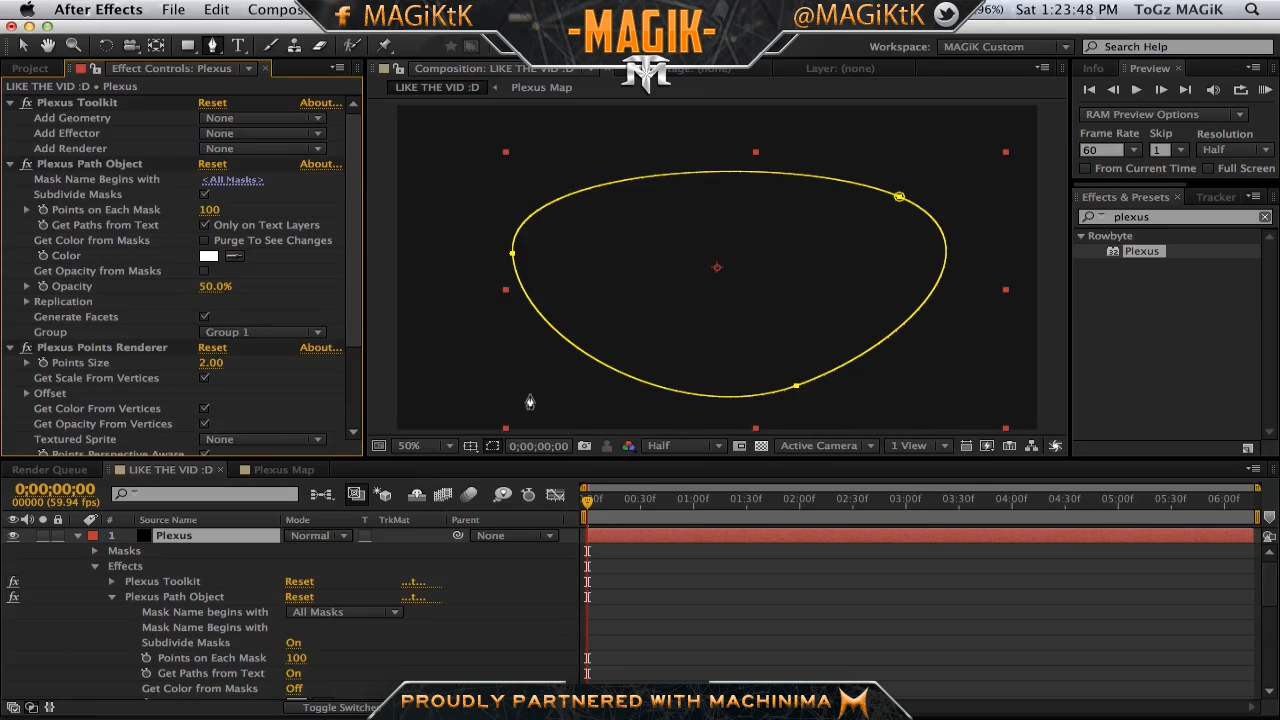 After Effects File Edit Compos
MAGiKtK
-MAGIK-
@MAGiKtK
96%) Sat 1:23:48 PM ToGz MAGiK
Workspace: MAGiK Custom
Search Help
Project Effect Controls: Plexus
Composition: LIKE THE VID :D
(none) Layer: (none)
Info Preview
LIKE THE VID :D • Plexus
LIKE THE VID :D Plexus Map
Plexus Toolkit Reset About...
Add Geometry None
Add Effector None
Add Renderer None
Plexus Path Object Reset About...
Mask Name Begins with <All Masks>
Subdivide Masks
Points on Each Mask 100
Get Paths from Text Only on Text Layers
Get Color from Masks Purge To See Changes
Color
Get Opacity from Masks
Opacity 50.0%
Replication
Generate Facets
Group Group 1
Plexus Points Renderer Reset About...
Points Size 2.00
Get Scale From Vertices
Offset
Get Color From Vertices
Get Opacity From Vertices
Textured Sprite None
Points Perspective Aware
RAM Preview Options
Frame Rate Skip Resolution
60 1 Half
From Current Time Full Screen
Effects & Presets Tracker
plexus
Rowbyte
32 Plexus
50% 0;00;00;00 Half Active Camera 1 View
Render Queue LIKE THE VID :D Plexus Map
0;00;00;00
00000 (59.94 fps)
00f 00:30f 01:00f 01:30f 02:00f 02:30f 03:00f 03:30f 04:00f 04:30f 05:00f 05:30f 06:00f
# Source Name Mode T TrkMat Parent
1 Plexus Normal None
Masks
Effects
Plexus Toolkit Reset ...t...
Plexus Path Object Reset ...t...
Mask Name begins with All Masks
Mask Name Begins with
Subdivide Masks On
Points on Each Mask 100
Get Paths from Text On
Get Color from Masks Off
Toggle Switches
PROUDLY PARTNERED WITH MACHINIMA